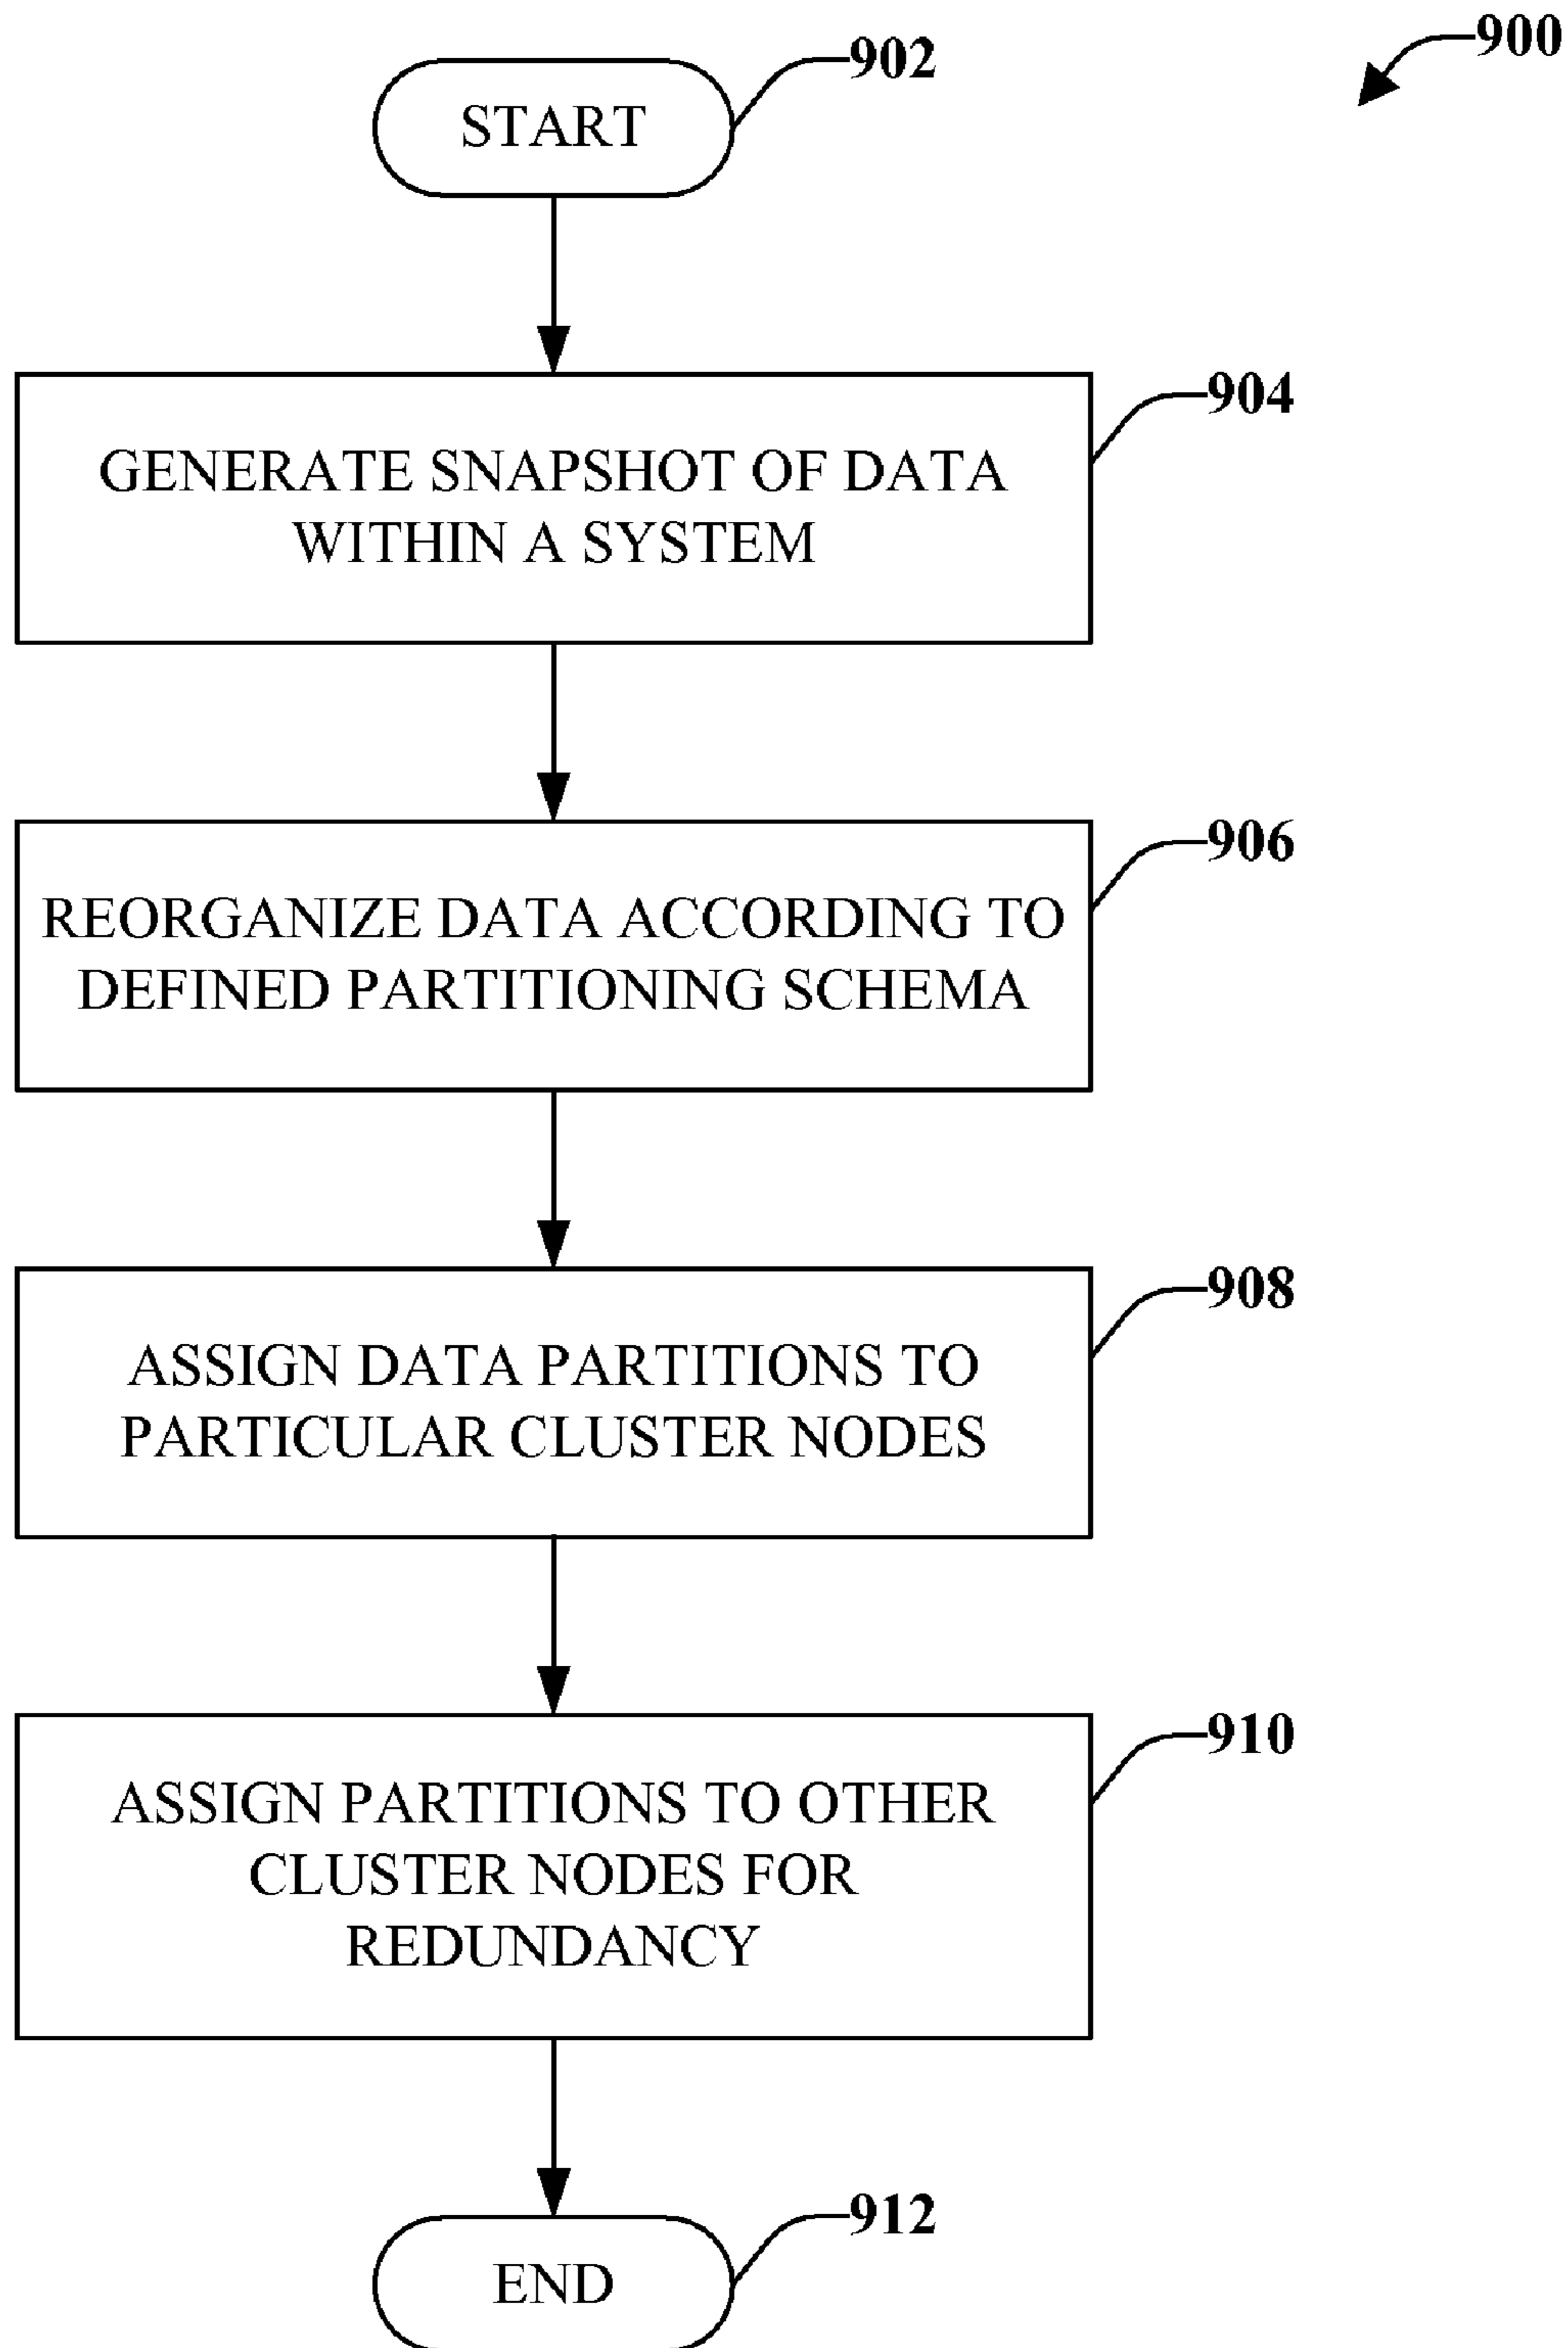 900
902
START
904
GENERATE SNAPSHOT OF DATA
WITHIN A SYSTEM
906
REORGANIZE DATA ACCORDING TO
DEFINED PARTITIONING SCHEMA
908
ASSIGN DATA PARTITIONS TO
PARTICULAR CLUSTER NODES
910
ASSIGN PARTITIONS TO OTHER
CLUSTER NODES FOR
REDUNDANCY
912
END